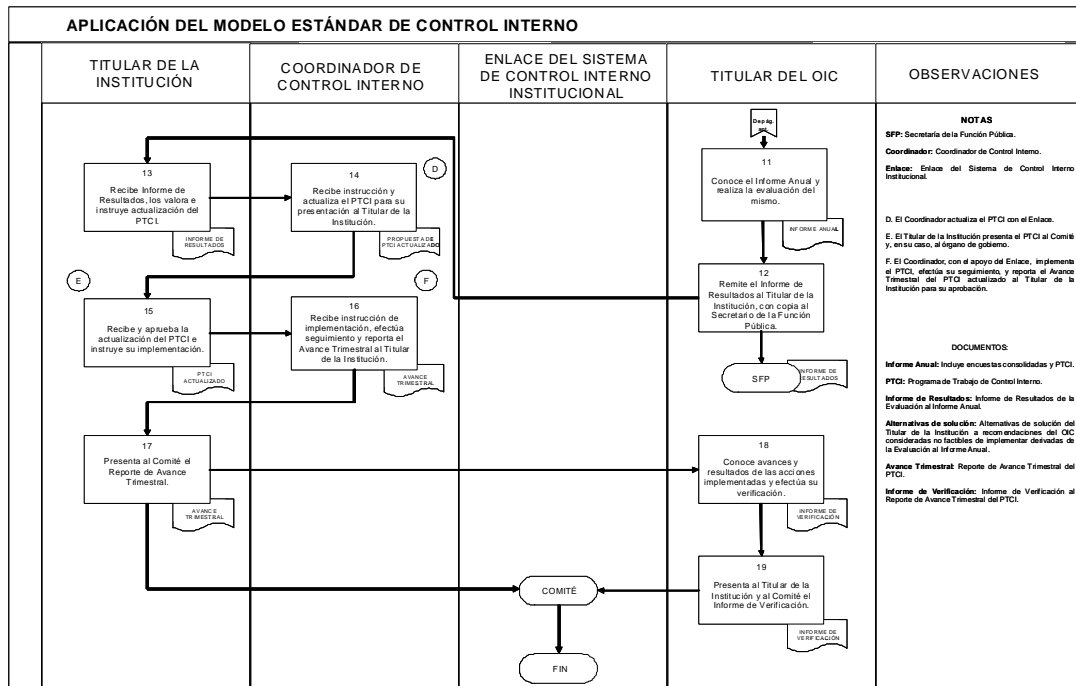 APLICACIÓN DEL MODELO ESTÁNDAR DE CONTROL INTERNO
TITULAR DE LA
INSTITUCIÓN
COORDINADOR DE
CONTROL INTERNO
ENLACE DEL SISTEMA
DE CONTROL INTERNO
INSTITUCIONAL
TITULAR DEL OIC
OBSERVACIONES
De pág.
ant.
11
Conoce el Informe Anual y
realiza la evaluación del
mismo.
INFORME ANUAL
12
Remite el Informe de
Resultados al Titular de la
Institución, con copia al
Secretario de la Función
Pública.
INFORME DE
RESULTADOS
SFP
13
Recibe Informe de
Resultados, los valora e
instruye actualización del
PTCI.
INFORME DE
RESULTADOS
D
14
Recibe instrucción y
actualiza el PTCI para su
presentación al Titular de la
Institución.
PROPUESTA DE
PTCI ACTUALIZADO
E
15
Recibe y aprueba la
actualización del PTCI e
instruye su implementación.
PTCI
ACTUALIZADO
F
16
Recibe instrucción de
implementación, efectúa
seguimiento y reporta el
Avance Trimestral al Titular
de la Institución.
AVANCE
TRIMESTRAL
17
Presenta al Comité el
Reporte de Avance
Trimestral.
AVANCE
TRIMESTRAL
18
Conoce avances y
resultados de las acciones
implementadas y efectúa su
verificación.
INFORME DE
VERIFICACIÓN
19
Presenta al Titular de la
Institución y al Comité el
Informe de Verificación.
INFORME DE
VERIFICACIÓN
COMITÉ
FIN
NOTAS
SFP: Secretaría de la Función Pública.
Coordinador: Coordinador de Control Interno.
Enlace: Enlace del Sistema de Control Interno
Institucional.
D. El Coordinador actualiza el PTCI con el Enlace.
E. El Titular de la Institución presenta el PTCI al Comité
y, en su caso, al órgano de gobierno.
F. El Coordinador, con el apoyo del Enlace, implementa
el PTCI, efectúa su seguimiento, y reporta el Avance
Trimestral del PTCI actualizado al Titular de la
Institución para su aprobación.
DOCUMENTOS:
Informe Anual: Incluye encuestas consolidadas y PTCI.
PTCI: Programa de Trabajo de Control Interno.
Informe de Resultados: Informe de Resultados de la
Evaluación al Informe Anual.
Alternativas de solución: Alternativas de solución del
Titular de la Institución a recomendaciones del OIC
consideradas no factibles de implementar derivadas de
la Evaluación al Informe Anual.
Avance Trimestral: Reporte de Avance Trimestral del
PTCI.
Informe de Verificación: Informe de Verificación al
Reporte de Avance Trimestral del PTCI.